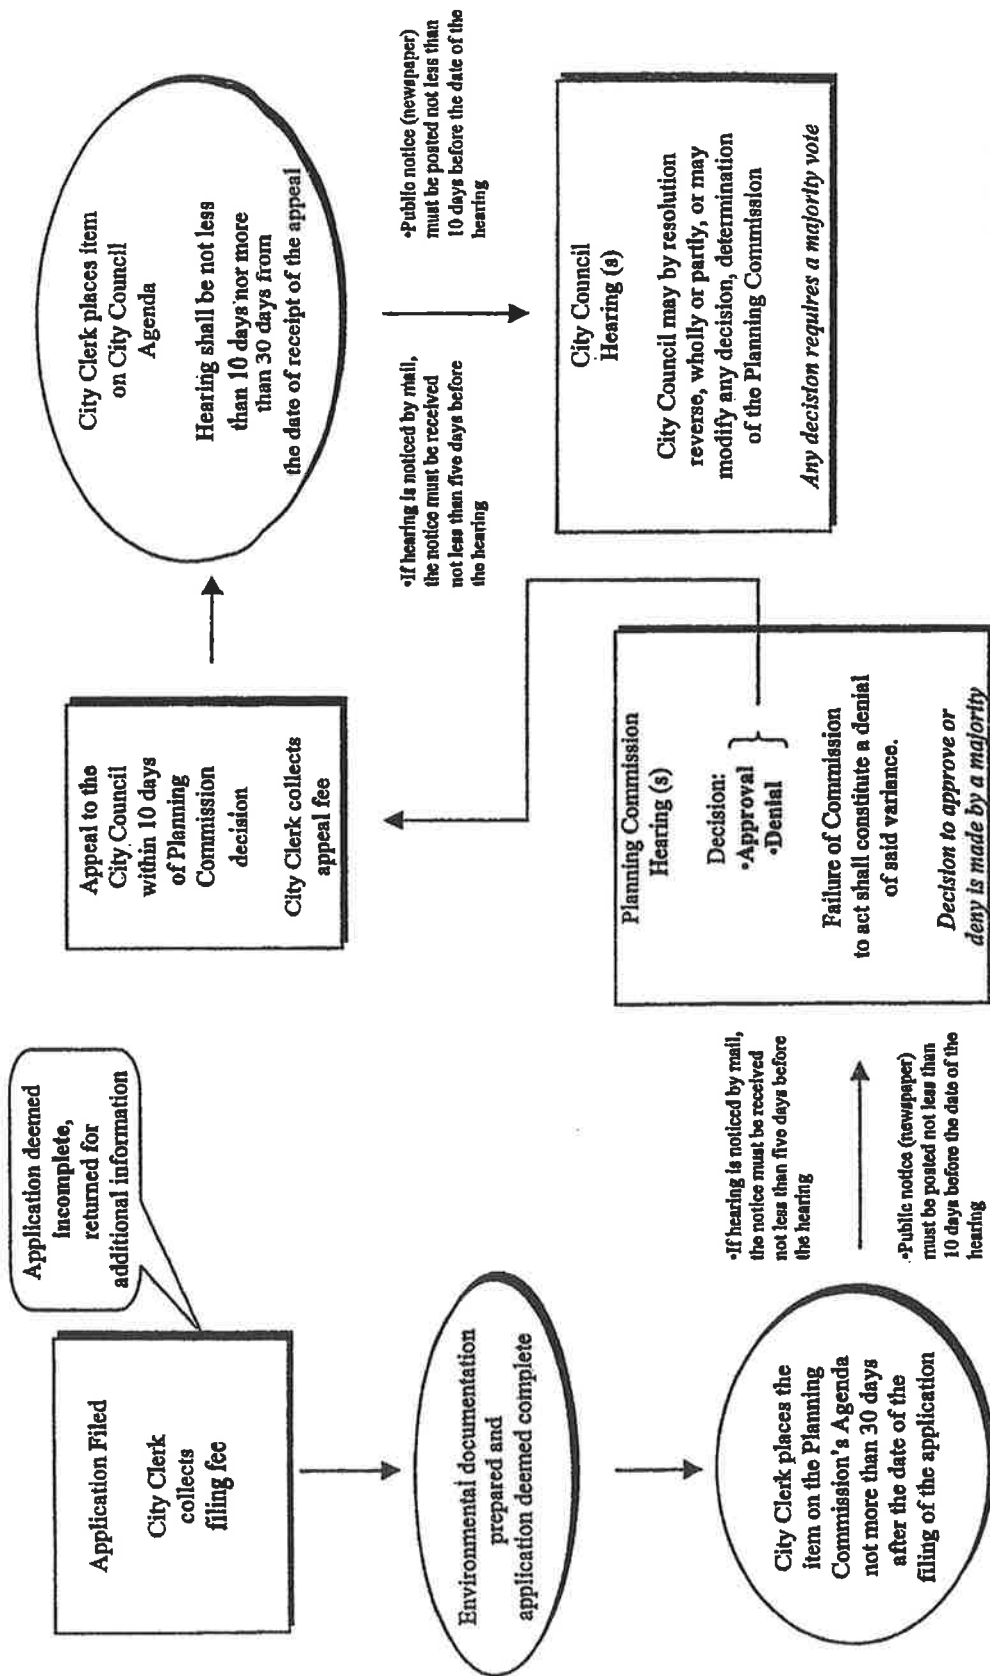 Application deemed
incomplete,
returned for
additional information
Application Filed
City Clerk
collects
filing fee
Environmental documentation
prepared and
application deemed complete
City Clerk places the
item on the Planning
Commission's Agenda
not more than 30 days
after the date of the
filing of the application
•If hearing is noticed by mail,
the notice must be received
not less than five days before
the hearing
•Public notice (newspaper)
must be posted not less than
10 days before the date of the
hearing
Planning Commission
Hearing (s)
Decision:
•Approval
•Denial
Failure of Commission
to act shall constitute a denial
of said variance.
Decision to approve or
deny is made by a majority
Appeal to the
City Council
within 10 days
of Planning
Commission
decision
City Clerk collects
appeal fee
City Clerk places item
on City Council
Agenda
Hearing shall be not less
than 10 days nor more
than 30 days from
the date of receipt of the appeal
•If hearing is noticed by mail,
the notice must be received
not less than five days before
the hearing
•Public notice (newspaper)
must be posted not less than
10 days before the date of the
hearing
City Council
Hearing (s)
City Council may by resolution
reverse, wholly or partly, or may
modify any decision, determination
of the Planning Commission
Any decision requires a majority vote